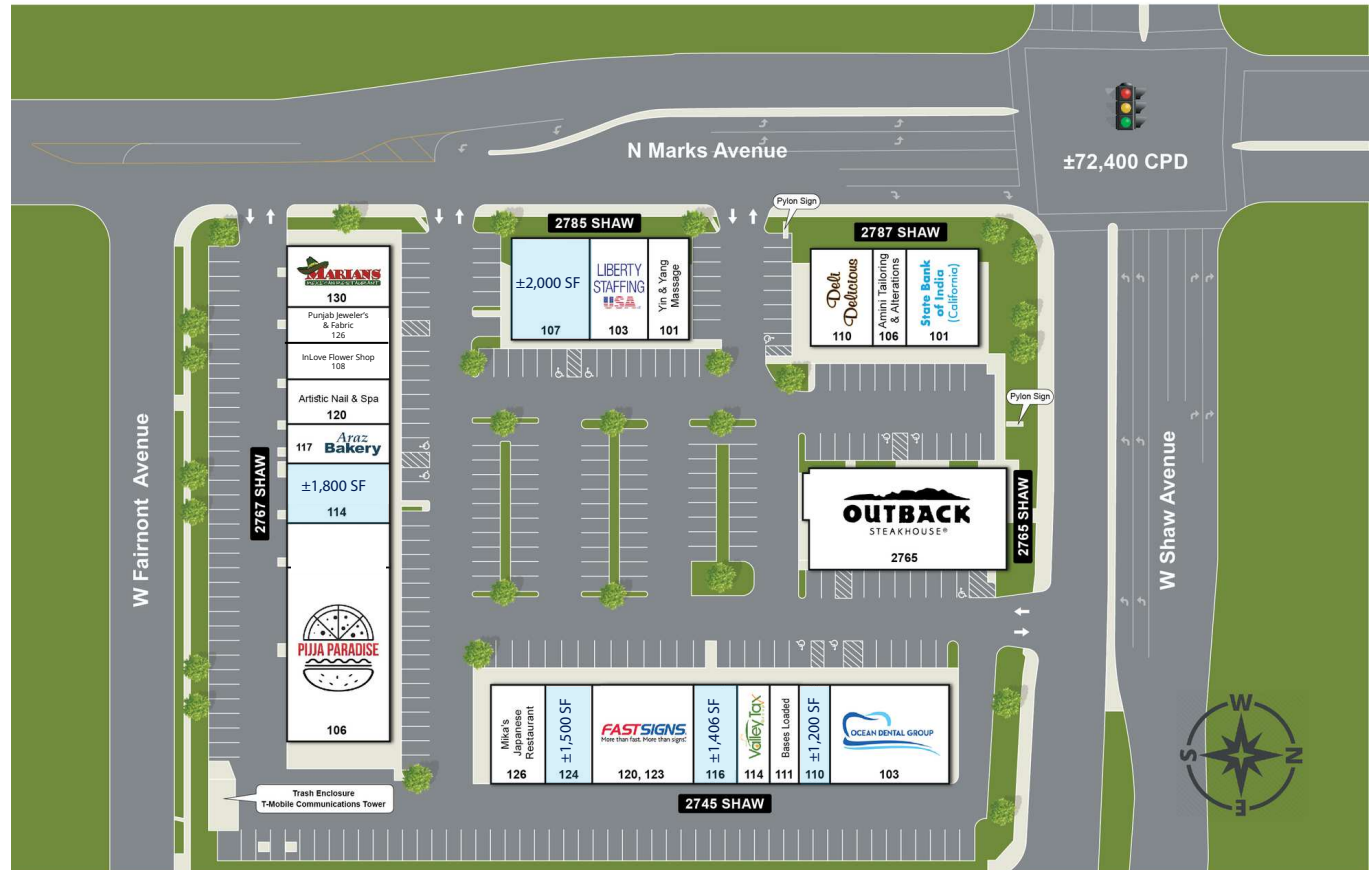 N Marks Avenue
±72,400 CPD
Pylon Sign
2785 SHAW
2787 SHAW
MARIAN'S
MEXICAN RESTAURANT
130
Punjab Jeweler's
& Fabric
126
InLove Flower Shop
108
Artistic Nail & Spa
120
117
Araz
Bakery
±1,800 SF
114
PIJJA PARADISE
106
2767 SHAW
W Fairnont Avenue
±2,000 SF
107
LIBERTY
STAFFING
USA
103
Yin & Yang
Massage
101
Deli
Delicious
110
Amini Tailoring
& Alterations
106
State Bank
of India
(California)
101
Pylon Sign
OUTBACK
STEAKHOUSE®
2765
2765 SHAW
W Shaw Avenue
Mika's
Japanese
Restaurant
126
±1,500 SF
124
FASTSIGNS
More than fast. More than signs.
120, 123
±1,406 SF
116
Valley Tax
114
Bases Loaded
111
±1,200 SF
110
OCEAN DENTAL GROUP
103
2745 SHAW
Trash Enclosure
T-Mobile Communications Tower
W
S
N
E